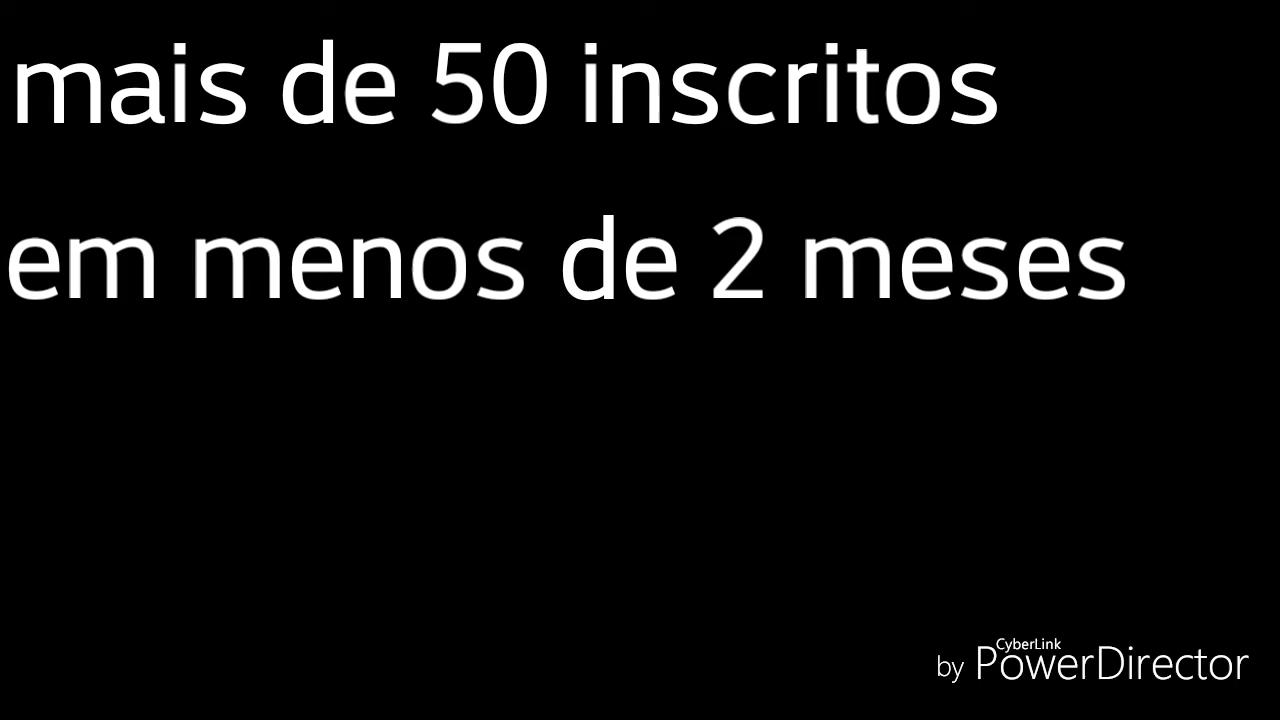 mais de 50 inscritos
em menos de 2 meses
CyberLink
by PowerDirector